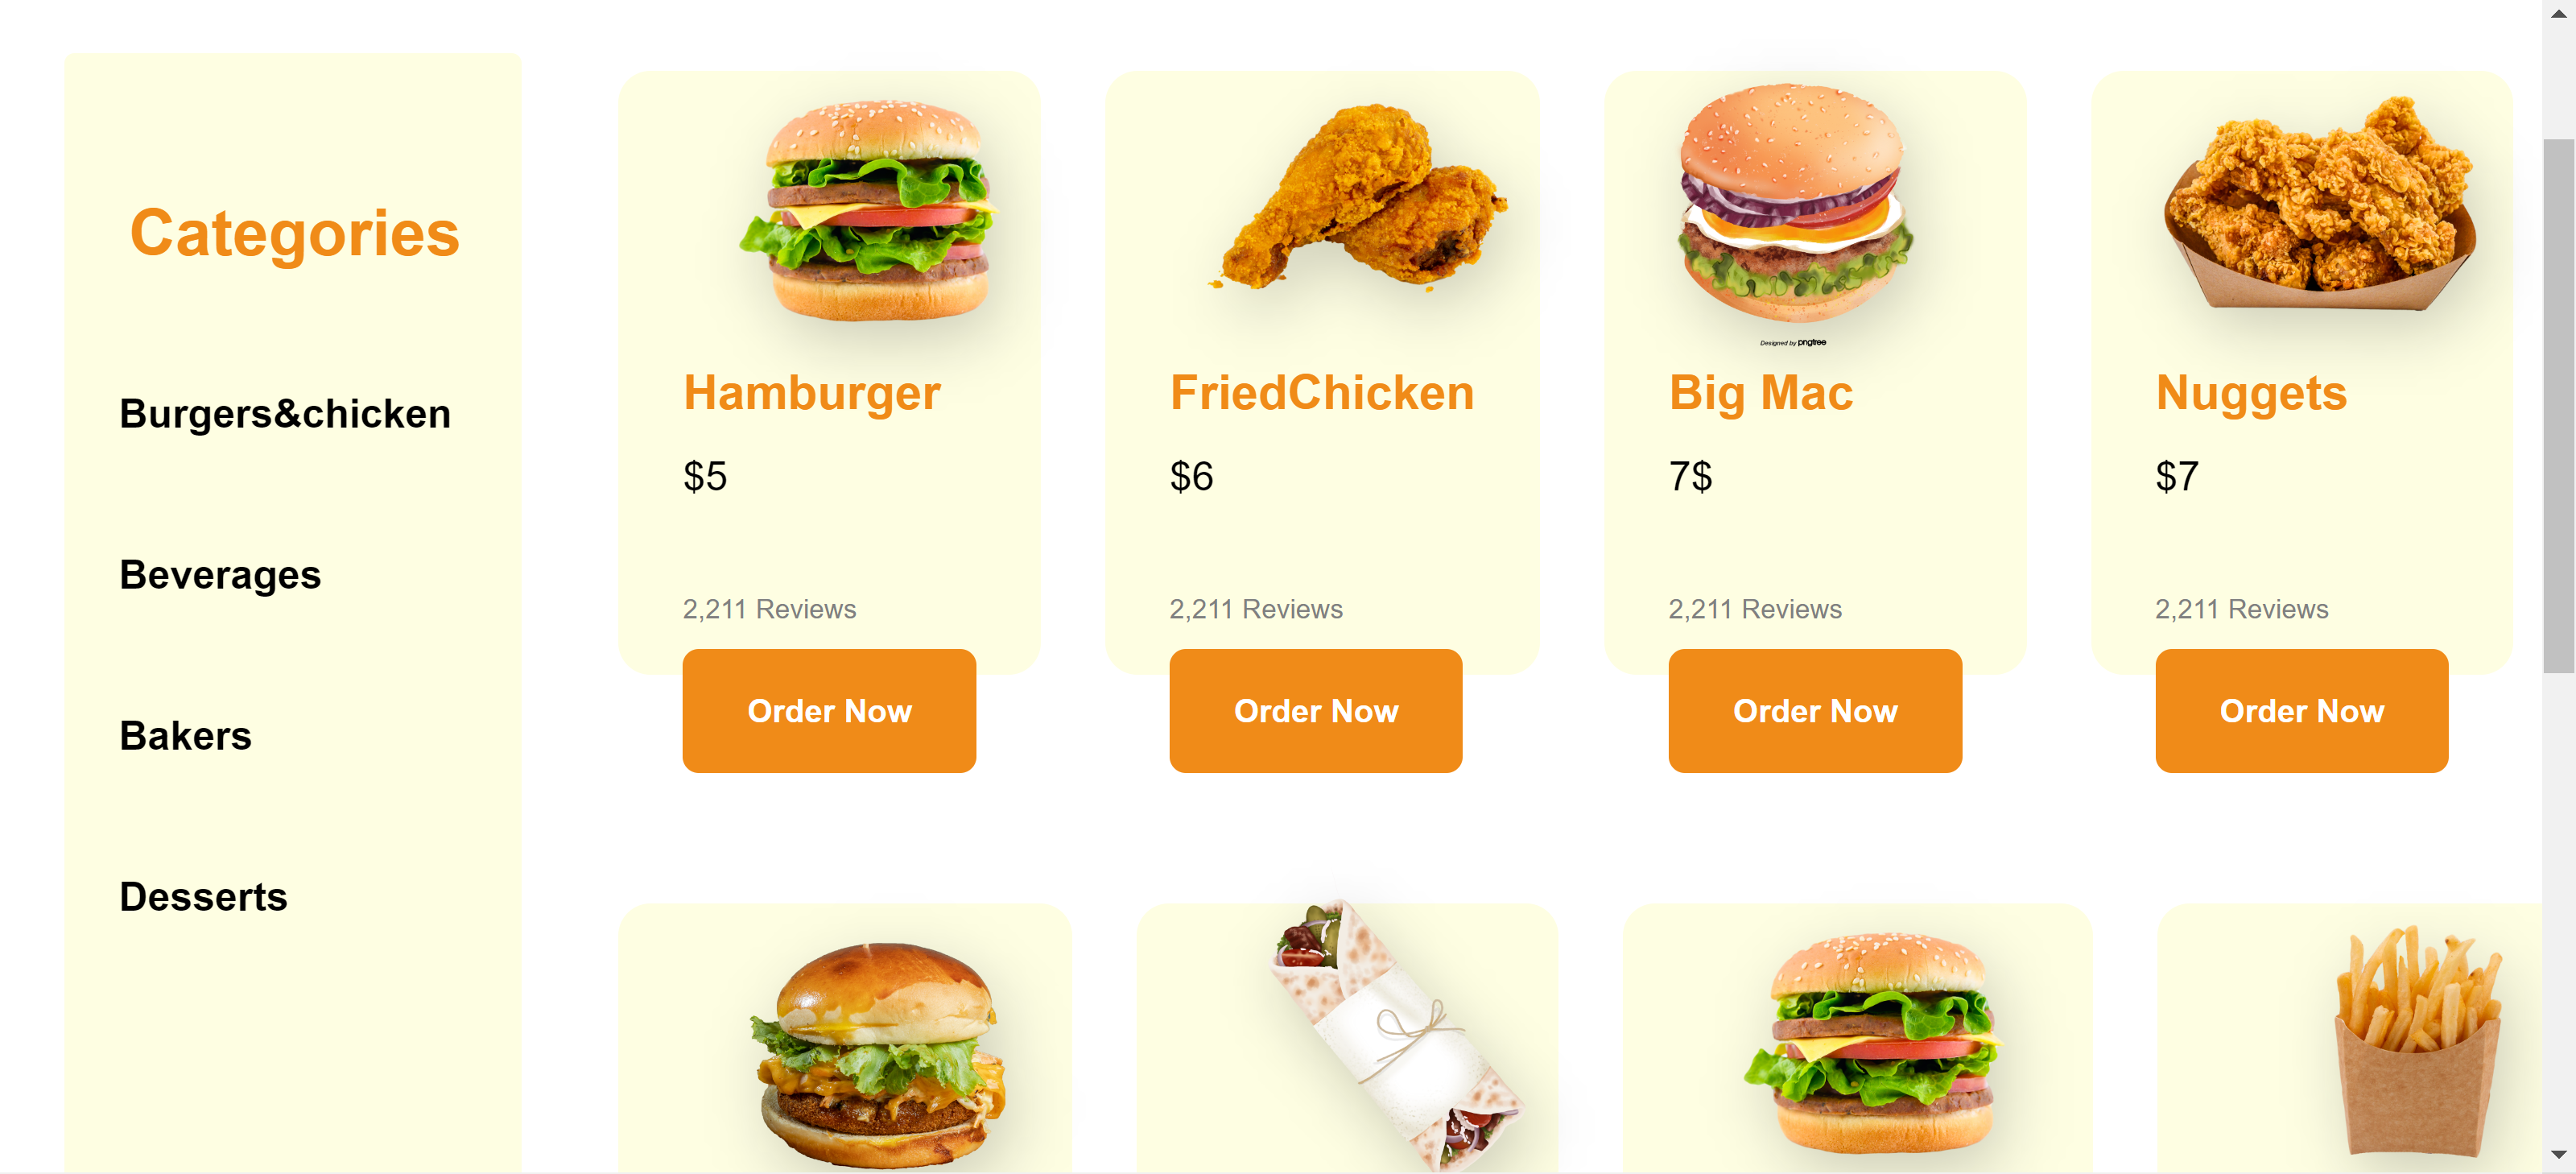 Categories
Burgers&chicken
Beverages
Bakers
Desserts
Designed by pngtree
Hamburger
$5
2,211 Reviews
Order Now
FriedChicken
$6
2,211 Reviews
Order Now
Big Mac
7$
2,211 Reviews
Order Now
Nuggets
$7
2,211 Reviews
Order Now